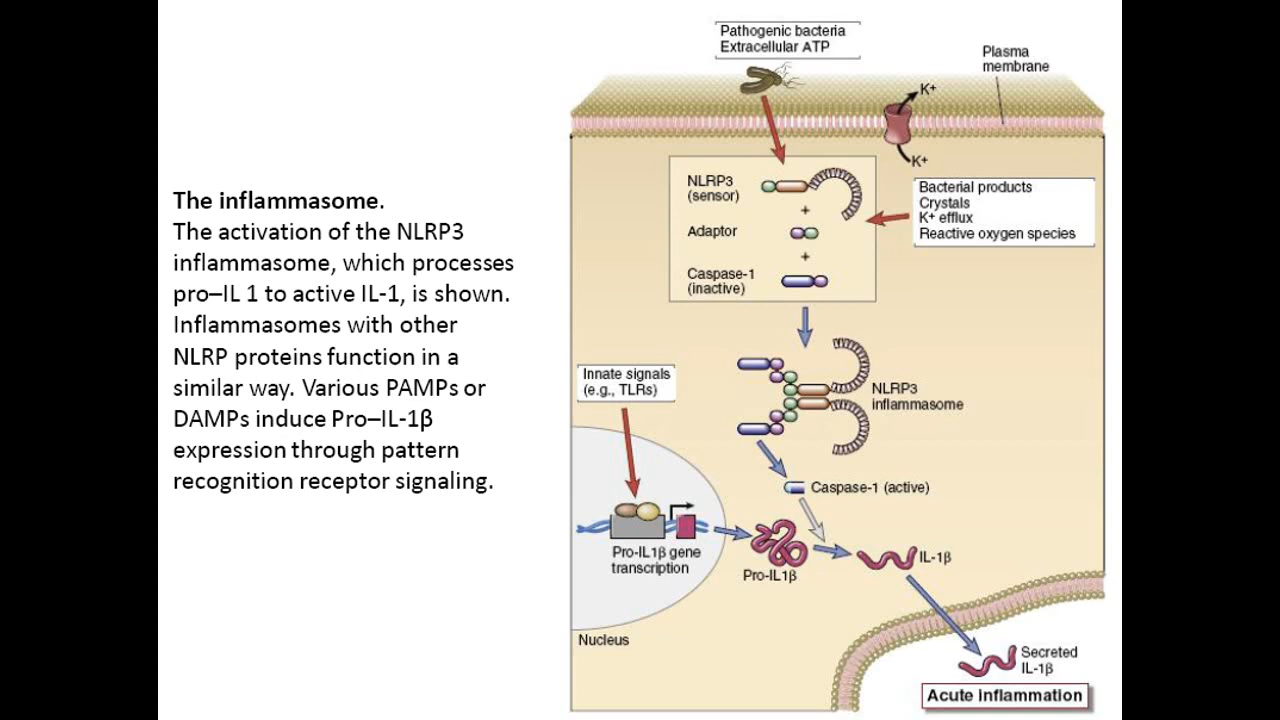 The inflammasome.
The activation of the NLRP3
inflammasome, which processes
pro–IL 1 to active IL-1, is shown.
Inflammasomes with other
NLRP proteins function in a
similar way. Various PAMPs or
DAMPs induce Pro–IL-1β
expression through pattern
recognition receptor signaling.
Pathogenic bacteria
Extracellular ATP
Plasma
membrane
K+
K+
NLRP3
(sensor)
+
Adaptor
+
Caspase-1
(inactive)
Bacterial products
Crystals
K+ efflux
Reactive oxygen species
Innate signals
(e.g., TLRs)
NLRP3
inflammasome
Caspase-1 (active)
Pro-IL1β gene
transcription
Pro-IL1β
IL-1β
Nucleus
Secreted
IL-1β
Acute inflammation